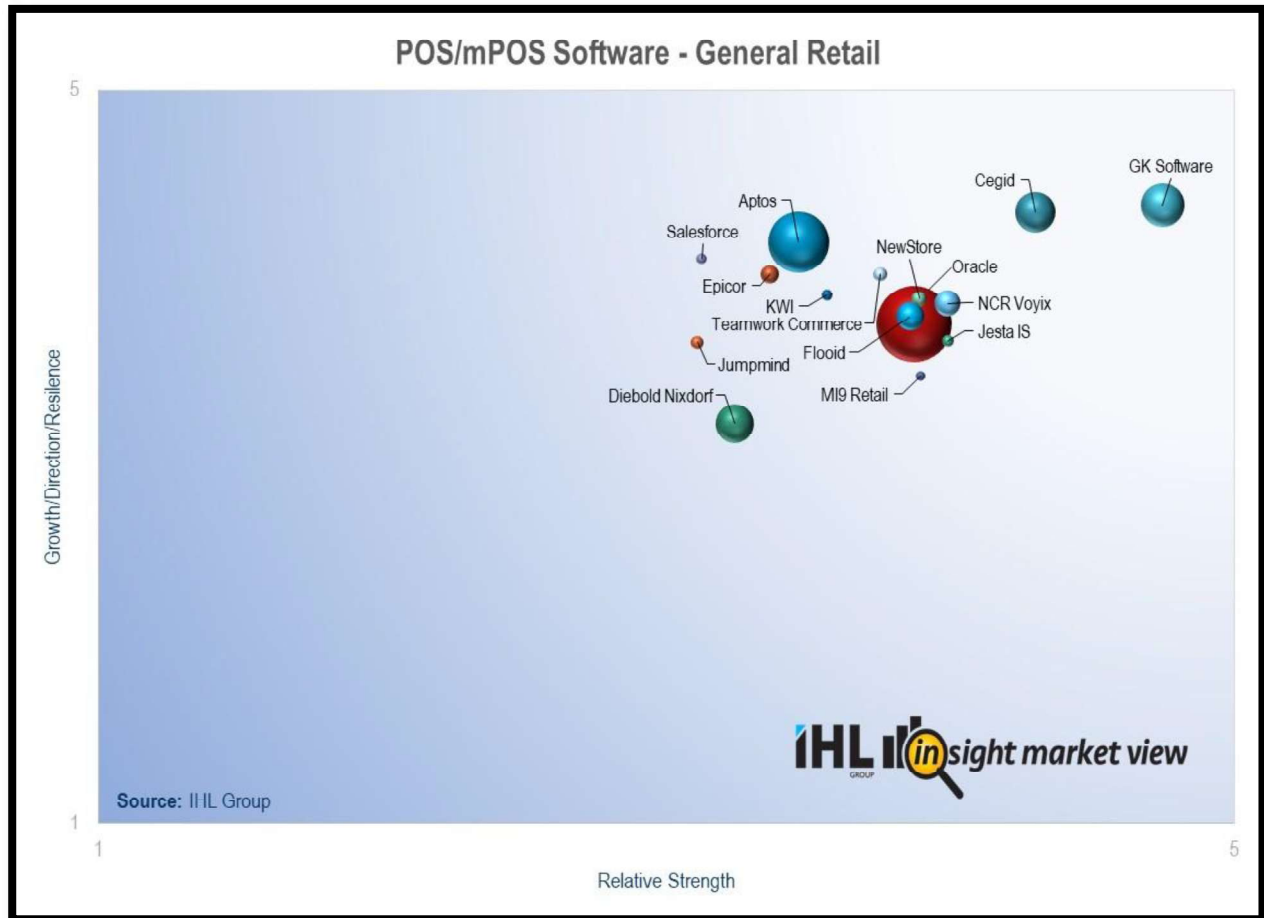 POS/mPOS Software - General Retail
5
GK Software
Cegid
Aptos
Salesforce
NewStore
Oracle
Epicor
KWI
NCR Voyix
Teamwork Commerce
Jesta IS
Flooid
Jumpmind
MI9 Retail
Diebold Nixdorf
Growth/Direction/Resilence
IHL GROUP insight market view
Source: IHL Group
1
1
5
Relative Strength